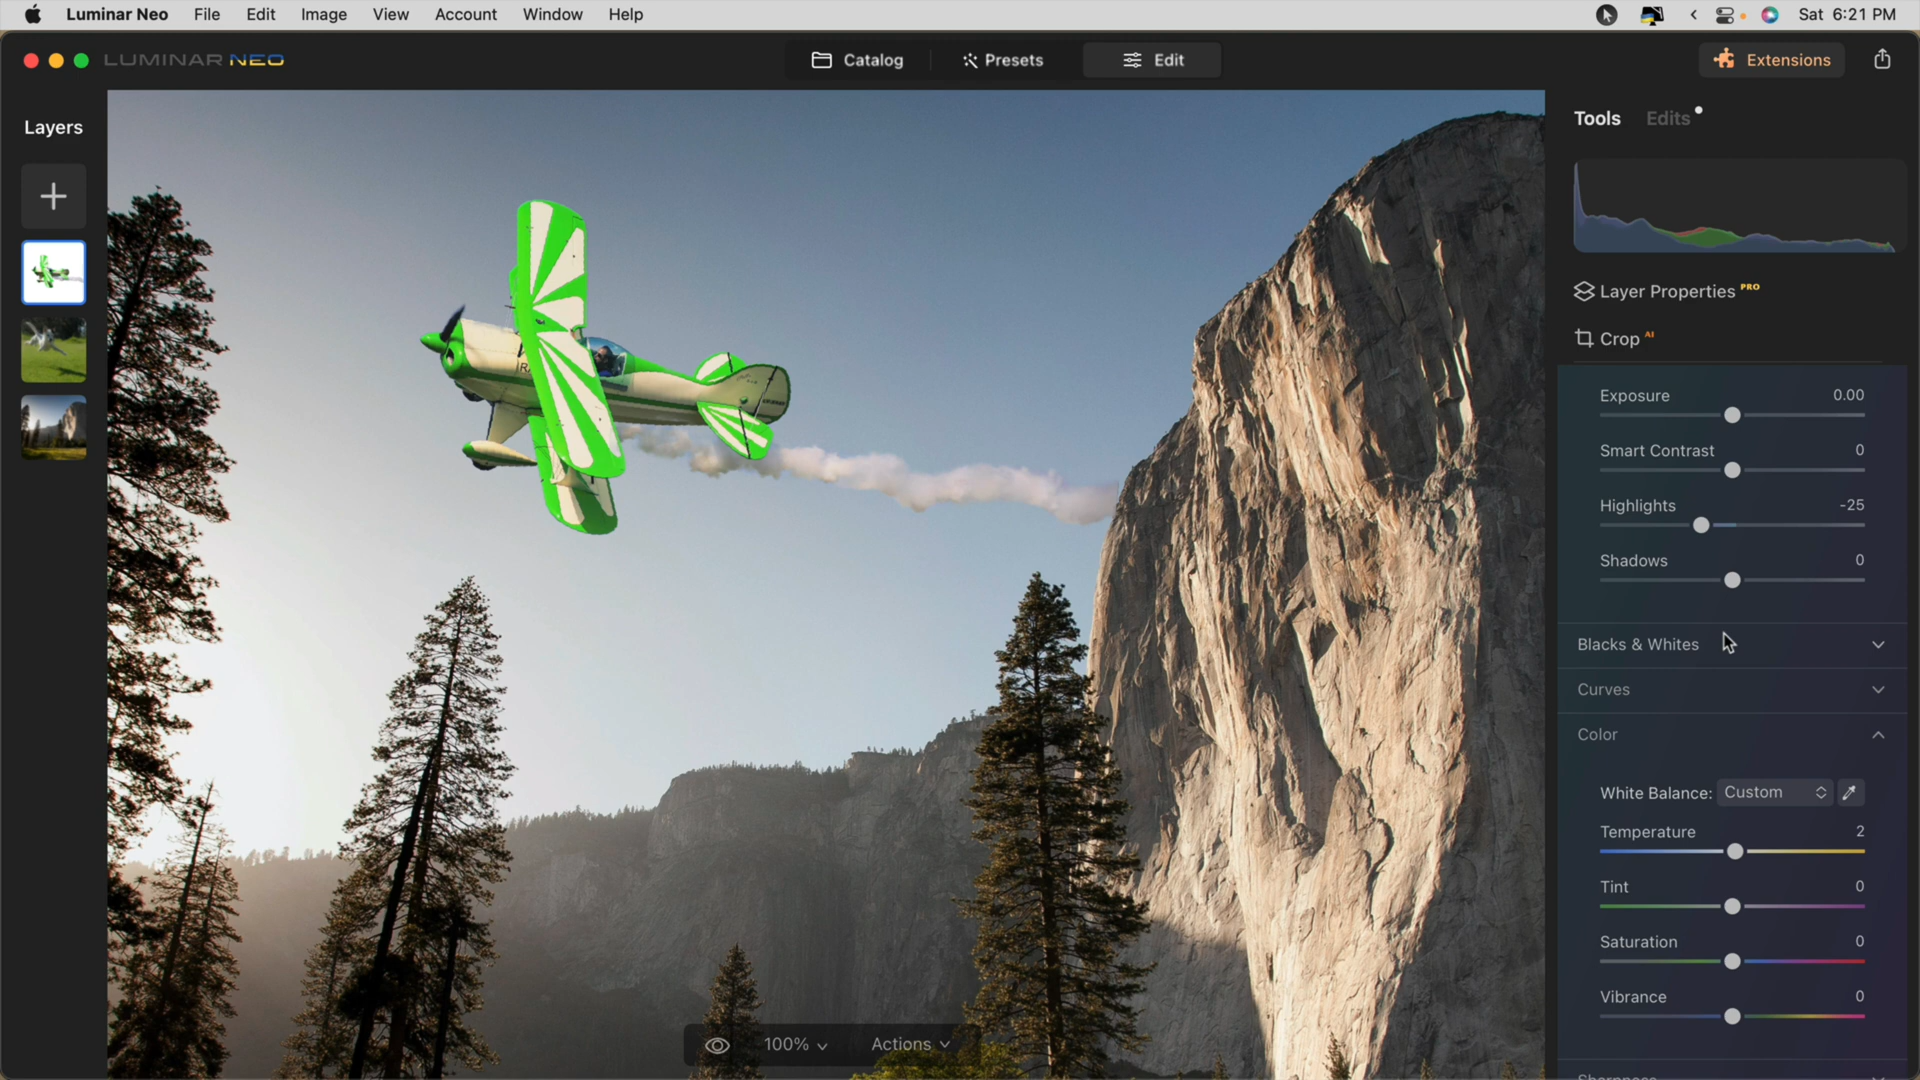 Luminar Neo File Edit Image View Account Window Help Sat 6:21 PM
LUMINAR NEO Catalog Presets Edit Extensions
Layers
Tools Edits
Layer Properties PRO
Crop AI
Exposure 0.00
Smart Contrast 0
Highlights -25
Shadows 0
Blacks & Whites
Curves
Color
White Balance: Custom
Temperature 2
Tint 0
Saturation 0
Vibrance 0
100% Actions